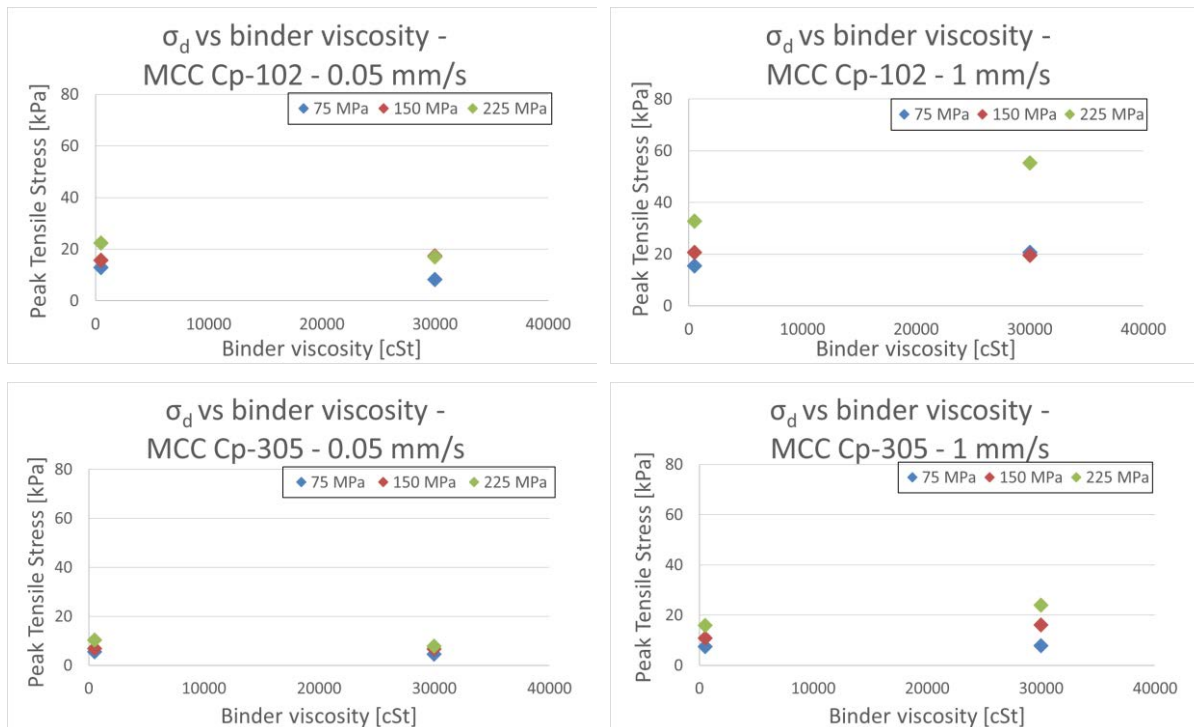 σd vs binder viscosity -
MCC Cp-102 - 0.05 mm/s
75 MPa 150 MPa 225 MPa
Peak Tensile Stress [kPa]
80
60
40
20
0
0 10000 20000 30000 40000
Binder viscosity [cSt]
σd vs binder viscosity -
MCC Cp-102 - 1 mm/s
75 MPa 150 MPa 225 MPa
Peak Tensile Stress [kPa]
80
60
40
20
0
0 10000 20000 30000 40000
Binder viscosity [cSt]
σd vs binder viscosity -
MCC Cp-305 - 0.05 mm/s
75 MPa 150 MPa 225 MPa
Peak Tensile Stress [kPa]
80
60
40
20
0
0 10000 20000 30000 40000
Binder viscosity [cSt]
σd vs binder viscosity -
MCC Cp-305 - 1 mm/s
75 MPa 150 MPa 225 MPa
Peak Tensile Stress [kPa]
80
60
40
20
0
0 10000 20000 30000 40000
Binder viscosity [cSt]